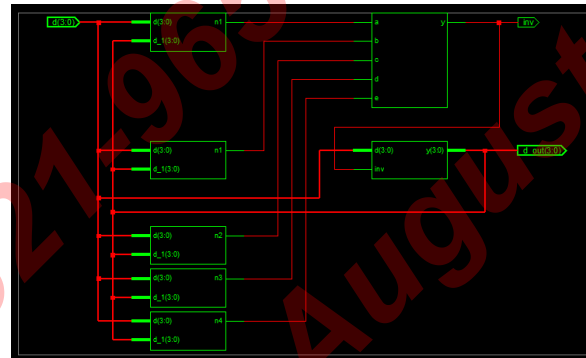 d(3:0) d(3:0) n1 a y inv
d_1(3:0) b
c
d
e
d(3:0) n1 d(3:0) y(3:0) d_out(3:0)
d_1(3:0) inv
d(3:0) n2
d_1(3:0)
d(3:0) n3
d_1(3:0)
d(3:0) n4
d_1(3:0)
August